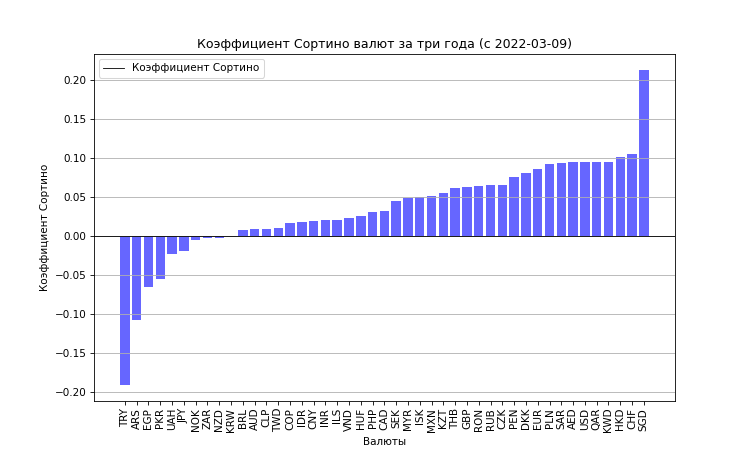 Коэффициент Сортино валют за три года (с 2022-03-09)
Коэффициент Сортино
0.20
0.15
0.10
0.05
0.00
−0.05
−0.10
−0.15
−0.20
Коэффициент Сортино
TRY
ARS
EGP
PKR
UAH
JPY
NOK
ZAR
NZD
KRW
BRL
AUD
CLP
TWD
COP
IDR
CNY
INR
ILS
VND
HUF
PHP
CAD
SEK
MYR
ISK
MXN
KZT
THB
GBP
RON
RUB
CZK
PEN
DKK
EUR
PLN
SAR
AED
USD
QAR
KWD
HKD
CHF
SGD
Валюты